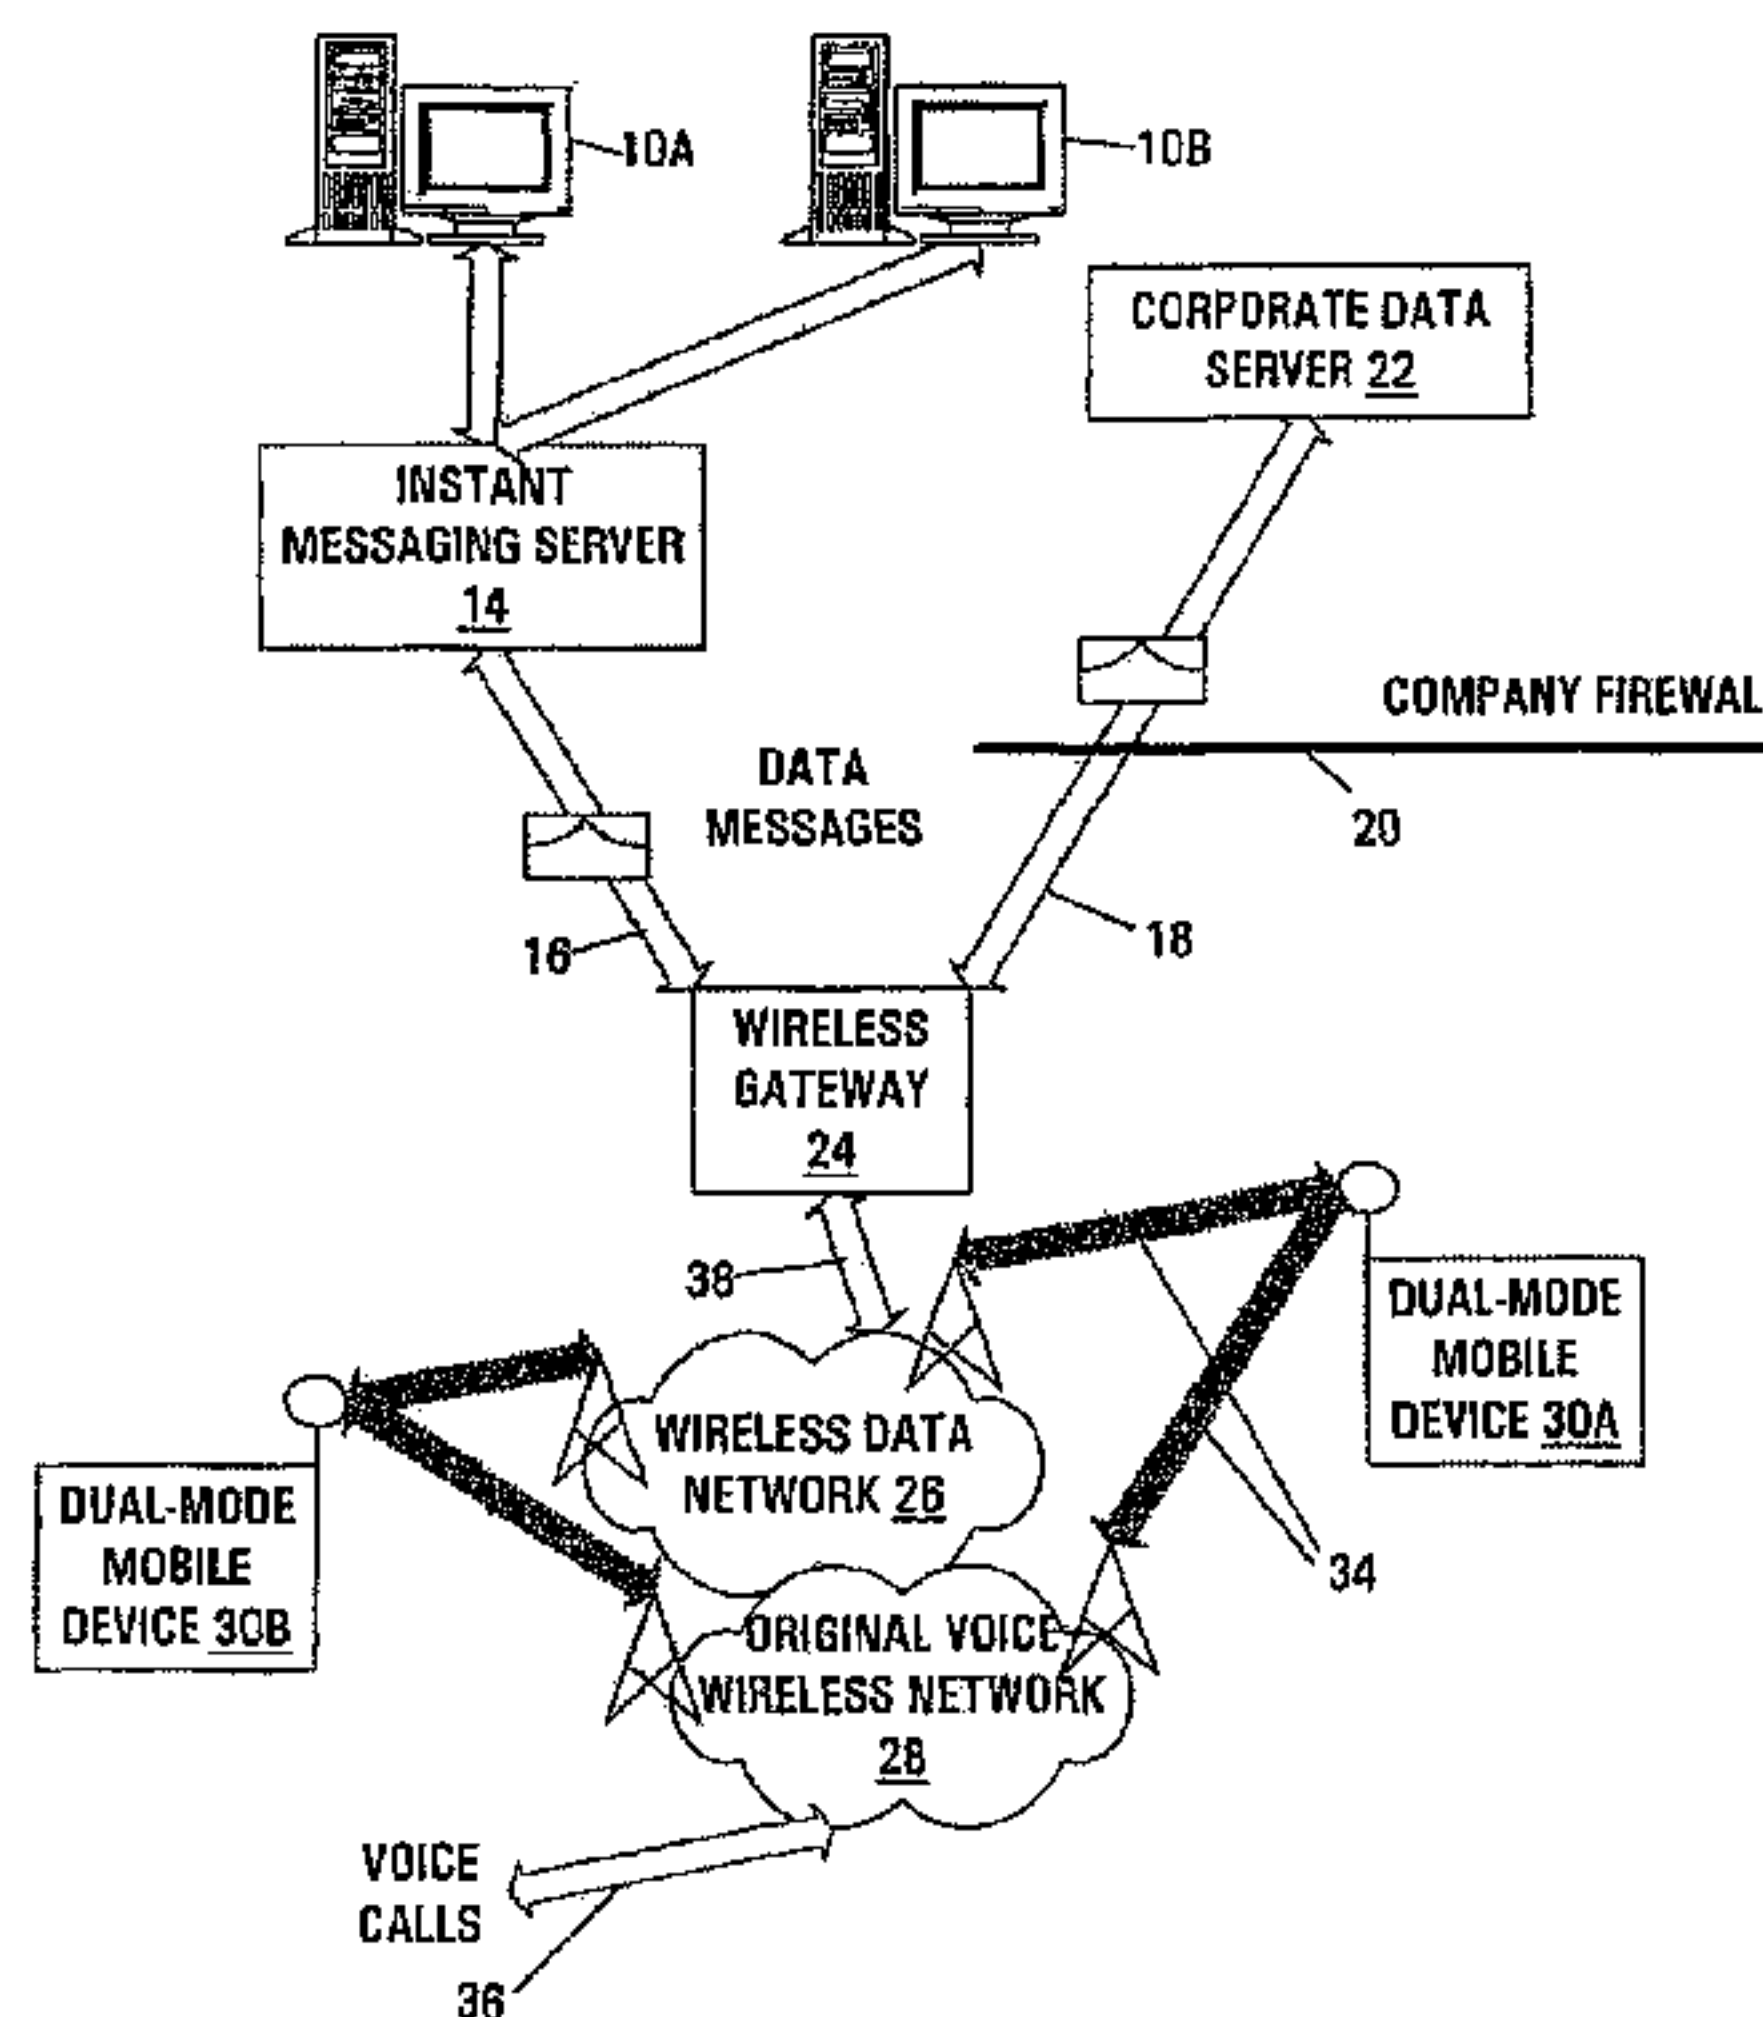 10A
10B
CORPORATE DATA
SERVER 22
INSTANT
MESSAGING SERVER
14
COMPANY FIREWAL
DATA
MESSAGES
20
16
18
WIRELESS
GATEWAY
24
38
DUAL-MODE
MOBILE
DEVICE 30A
WIRELESS DATA
NETWORK 26
DUAL-MODE
MOBILE
DEVICE 30B
34
ORIGINAL VOICE
WIRELESS NETWORK
28
VOICE
CALLS
36